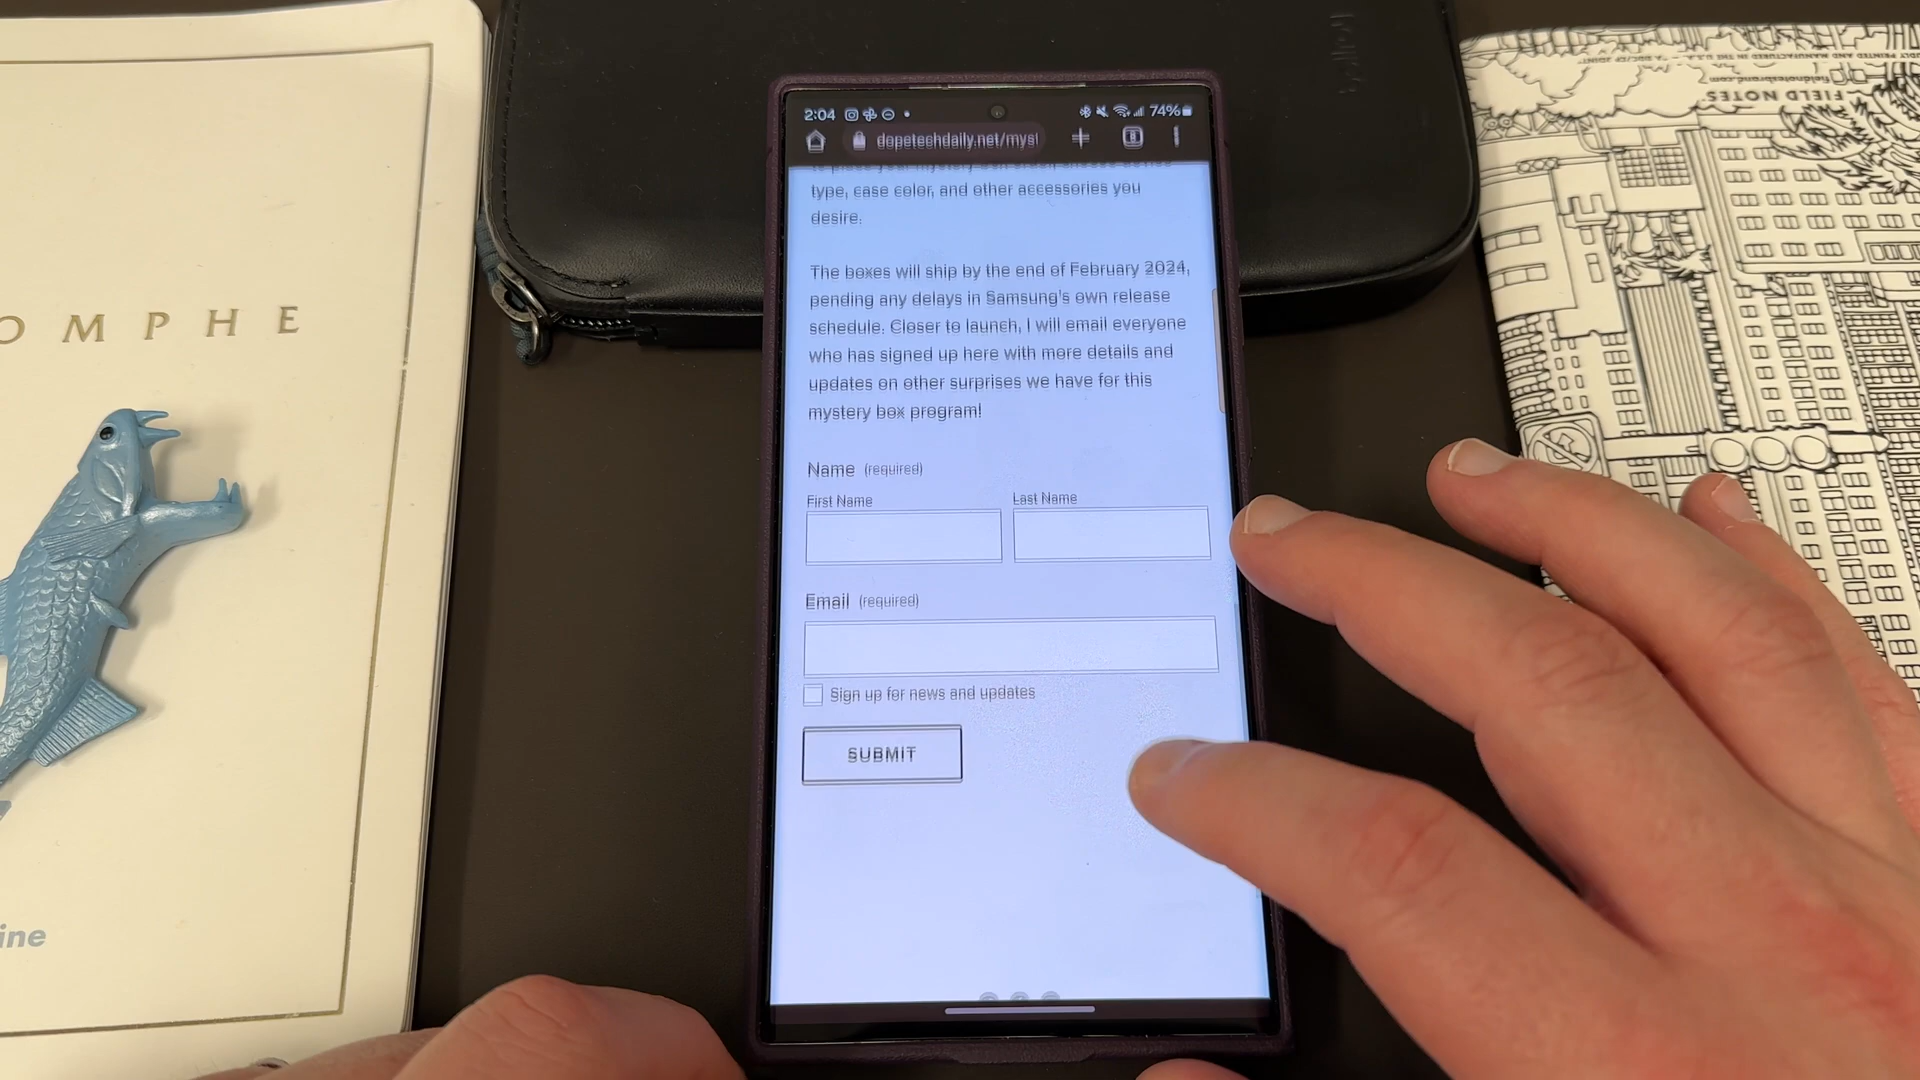 OMPHE
ine
2:04
74%
dopetechdaily.net/myst
type, case color, and other accessories you
desire.
The boxes will ship by the end of February 2024,
pending any delays in Samsung's own release
schedule. Closer to launch, I will email everyone
who has signed up here with more details and
updates on other surprises we have for this
mystery box program!
Name (required)
First Name
Last Name
Email (required)
Sign up for news and updates
SUBMIT
FIELD NOTES
fieldnotesbrand.com